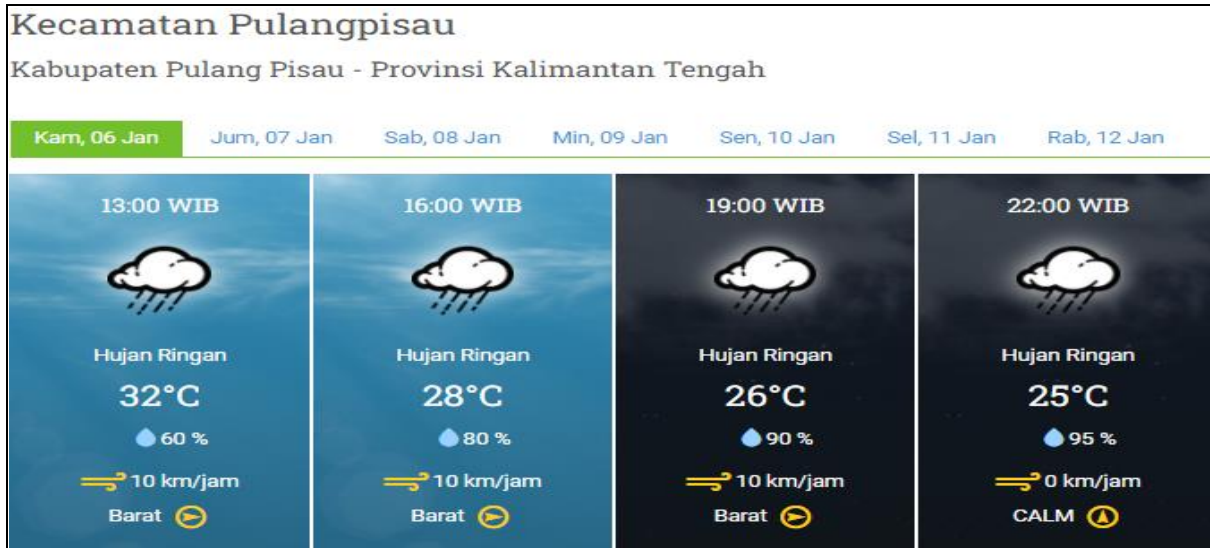 Kecamatan Pulangpisau
Kabupaten Pulang Pisau - Provinsi Kalimantan Tengah
Kam, 06 Jan Jum, 07 Jan Sab, 08 Jan Min, 09 Jan Sen, 10 Jan Sel, 11 Jan Rab, 12 Jan
13:00 WIB 16:00 WIB 19:00 WIB 22:00 WIB
Hujan Ringan Hujan Ringan Hujan Ringan Hujan Ringan
32°C 28°C 26°C 25°C
60 % 80 % 90 % 95 %
10 km/jam 10 km/jam 10 km/jam 0 km/jam
Barat Barat Barat CALM